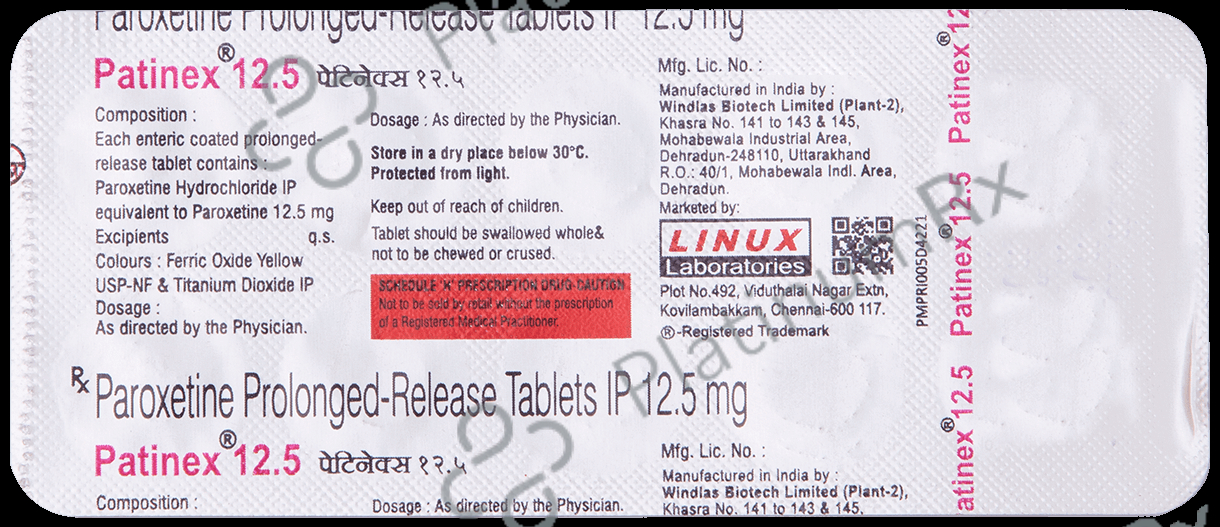 Paroxetine Prolonged-Release Tablets IP 12.5 mg
Patinex® 12.5 पेटिनेक्स १२.५
Composition :
Each enteric coated prolonged-
release tablet contains :
Paroxetine Hydrochloride IP
equivalent to Paroxetine 12.5 mg
Excipients q.s.
Colours : Ferric Oxide Yellow
USP-NF & Titanium Dioxide IP
Dosage :
As directed by the Physician.
Dosage : As directed by the Physician.
Store in a dry place below 30°C.
Protected from light.
Keep out of reach of children.
Tablet should be swallowed whole&
not to be chewed or crused.
SCHEDULE 'H' PRESCRIPTION DRUG-CAUTION
Not to be sold by retail without the prescription
of a Registered Medical Practitioner.
Mfg. Lic. No. :
Manufactured in India by :
Windlas Biotech Limited (Plant-2),
Khasra No. 141 to 143 & 145,
Mohabewala Industrial Area,
Dehradun-248110, Uttarakhand
R.O.: 40/1, Mohabewala Indl. Area,
Dehradun.
Marketed by:
LINUX
Laboratories
Plot No.492, Viduthalai Nagar Extn,
Kovilambakkam, Chennai-600 117.
®-Registered Trademark
PMPRI005D4221
Patinex® 12.5 Patinex® 12.5 Patinex® 12
atinex® 12.5
Rx Paroxetine Prolonged-Release Tablets IP 12.5 mg
Patinex® 12.5 पेटिनेक्स १२.५
Composition :
Dosage : As directed by the Physician.
Mfg. Lic. No. :
Manufactured in India by :
Windlas Biotech Limited (Plant-2),
Khasra No. 141 to 143 & 145,
PlatinumRx